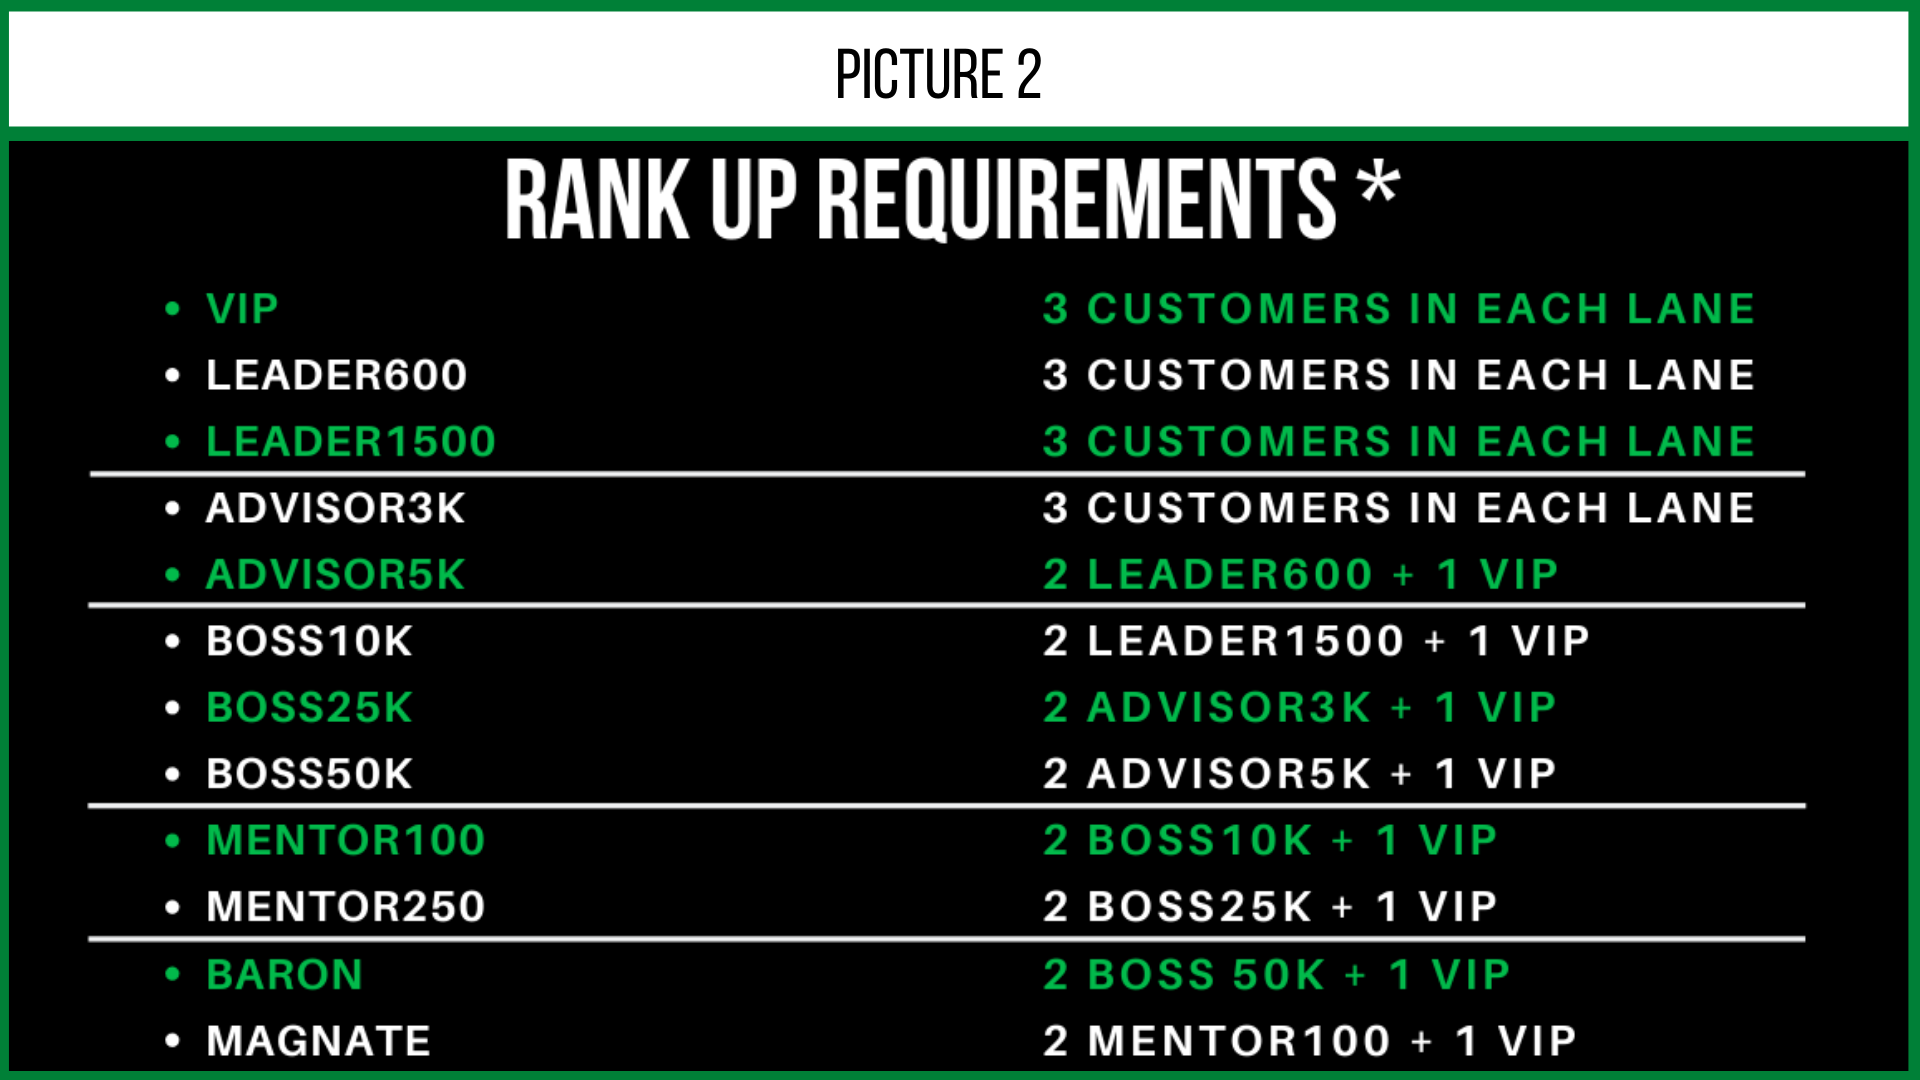 PICTURE 2
RANK UP REQUIREMENTS *
• VIP 3 CUSTOMERS IN EACH LANE
• LEADER600 3 CUSTOMERS IN EACH LANE
• LEADER1500 3 CUSTOMERS IN EACH LANE
• ADVISOR3K 3 CUSTOMERS IN EACH LANE
• ADVISOR5K 2 LEADER600 + 1 VIP
• BOSS10K 2 LEADER1500 + 1 VIP
• BOSS25K 2 ADVISOR3K + 1 VIP
• BOSS50K 2 ADVISOR5K + 1 VIP
• MENTOR100 2 BOSS10K + 1 VIP
• MENTOR250 2 BOSS25K + 1 VIP
• BARON 2 BOSS 50K + 1 VIP
• MAGNATE 2 MENTOR100 + 1 VIP